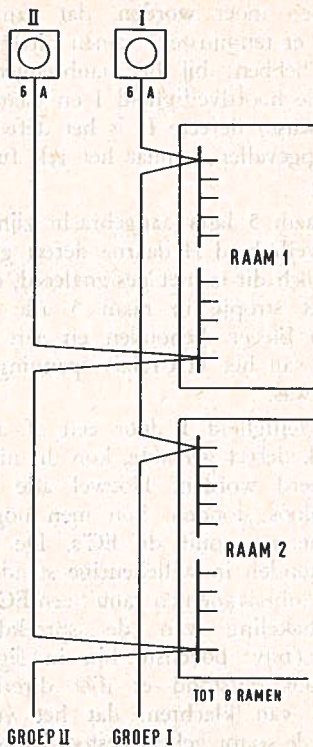 II I
6 A 6 A
RAAM 1
RAAM 2
TOT 8 RAMEN
GROEP II GROEP I